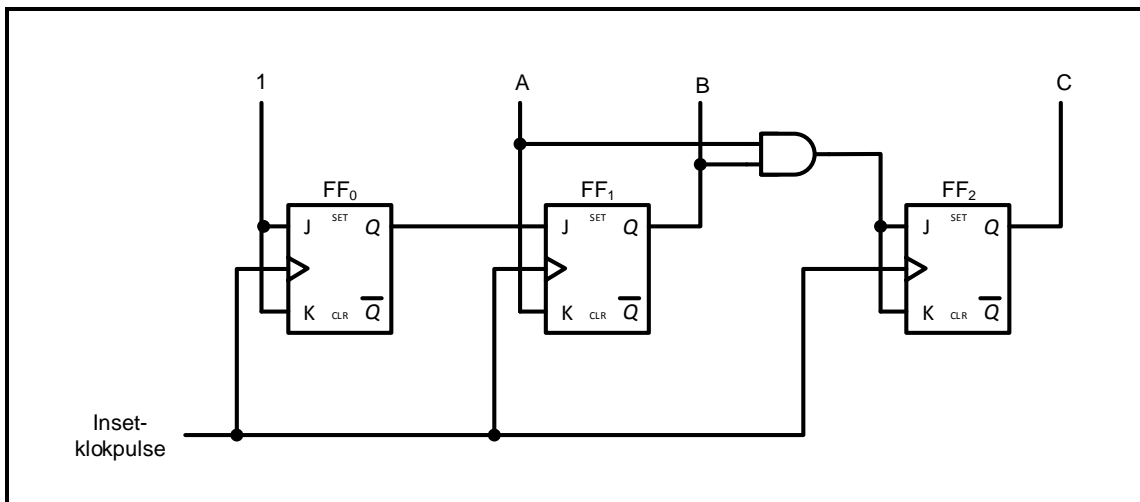 1 A B C
FF0 FF1 FF2
J SET Q J SET Q J SET Q
K CLR Q K CLR Q K CLR Q
Inset-
klokpulse